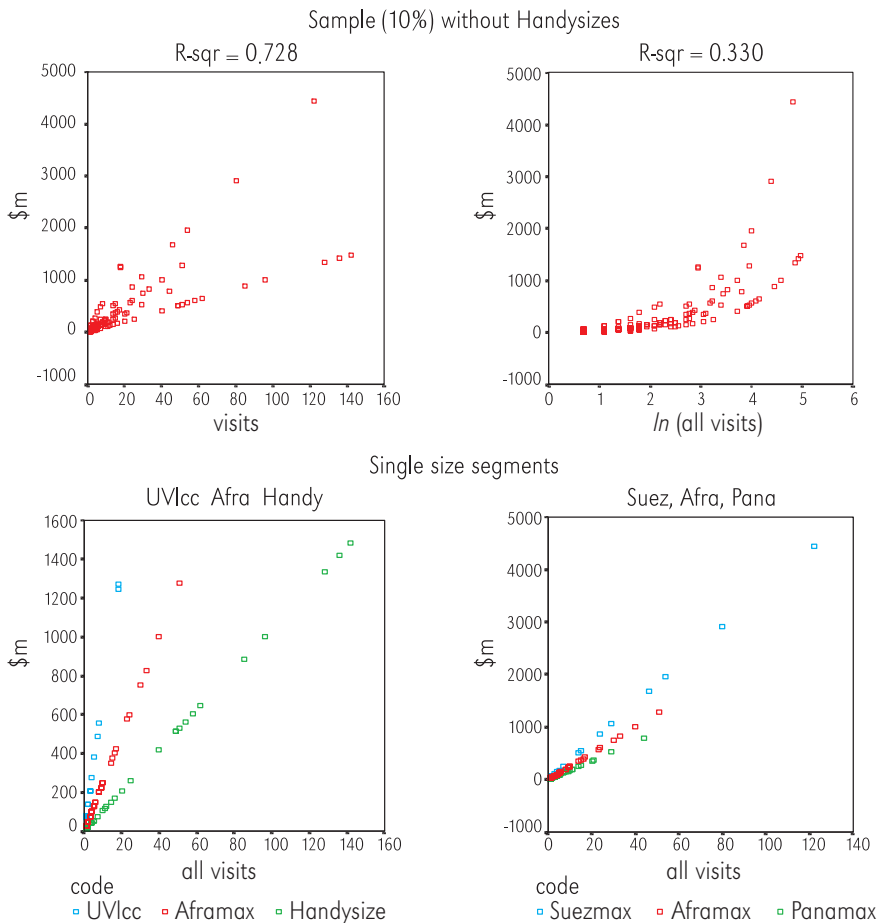 Sample (10%) without Handysizes
R-sqr = 0.728
5000
4000
3000
2000
1000
0
-1000
$m
0 20 40 60 80 100 120 140 160
visits
R-sqr = 0.330
5000
4000
3000
2000
1000
0
-1000
$m
0 1 2 3 4 5 6
ln (all visits)
Single size segments
UVlcc Afra Handy
1600
1400
1200
1000
800
600
400
200
0
$m
0 20 40 60 80 100 120 140 160
all visits
code
UVlcc Aframax Handysize
Suez, Afra, Pana
5000
4000
3000
2000
1000
0
-1000
$m
0 20 40 60 80 100 120 140
all visits
code
Suezmax Aframax Panamax